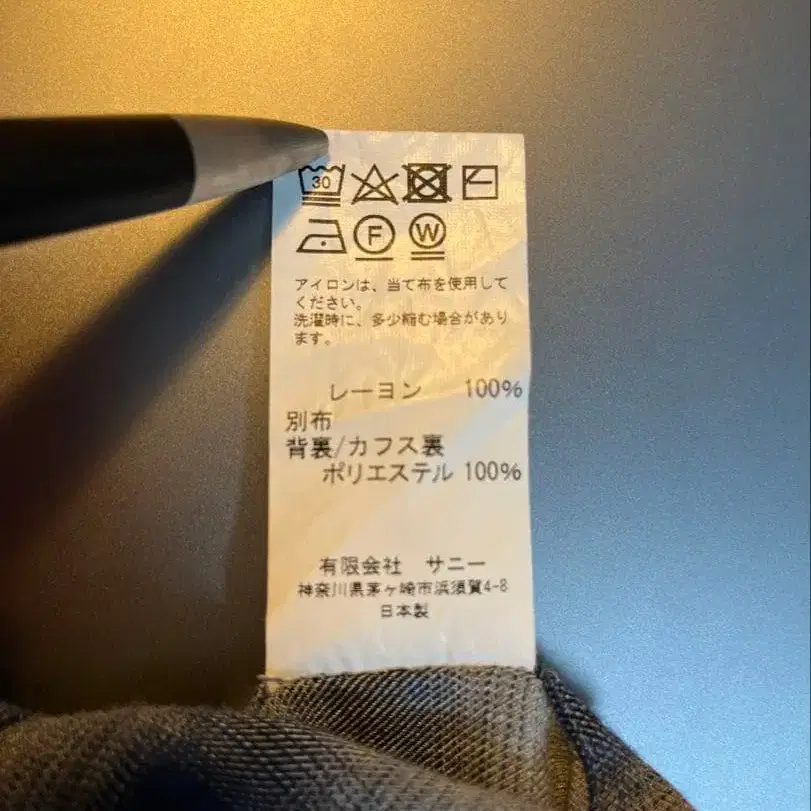 30
F W
アイロンは、当て布を使用して
ください。
洗濯時に、多少縮む場合があり
ます。
レーヨン 100%
別布
背裏/カフス裏
ポリエステル 100%
有限会社 サニー
神奈川県茅ヶ崎市浜須賀4-8
日本製